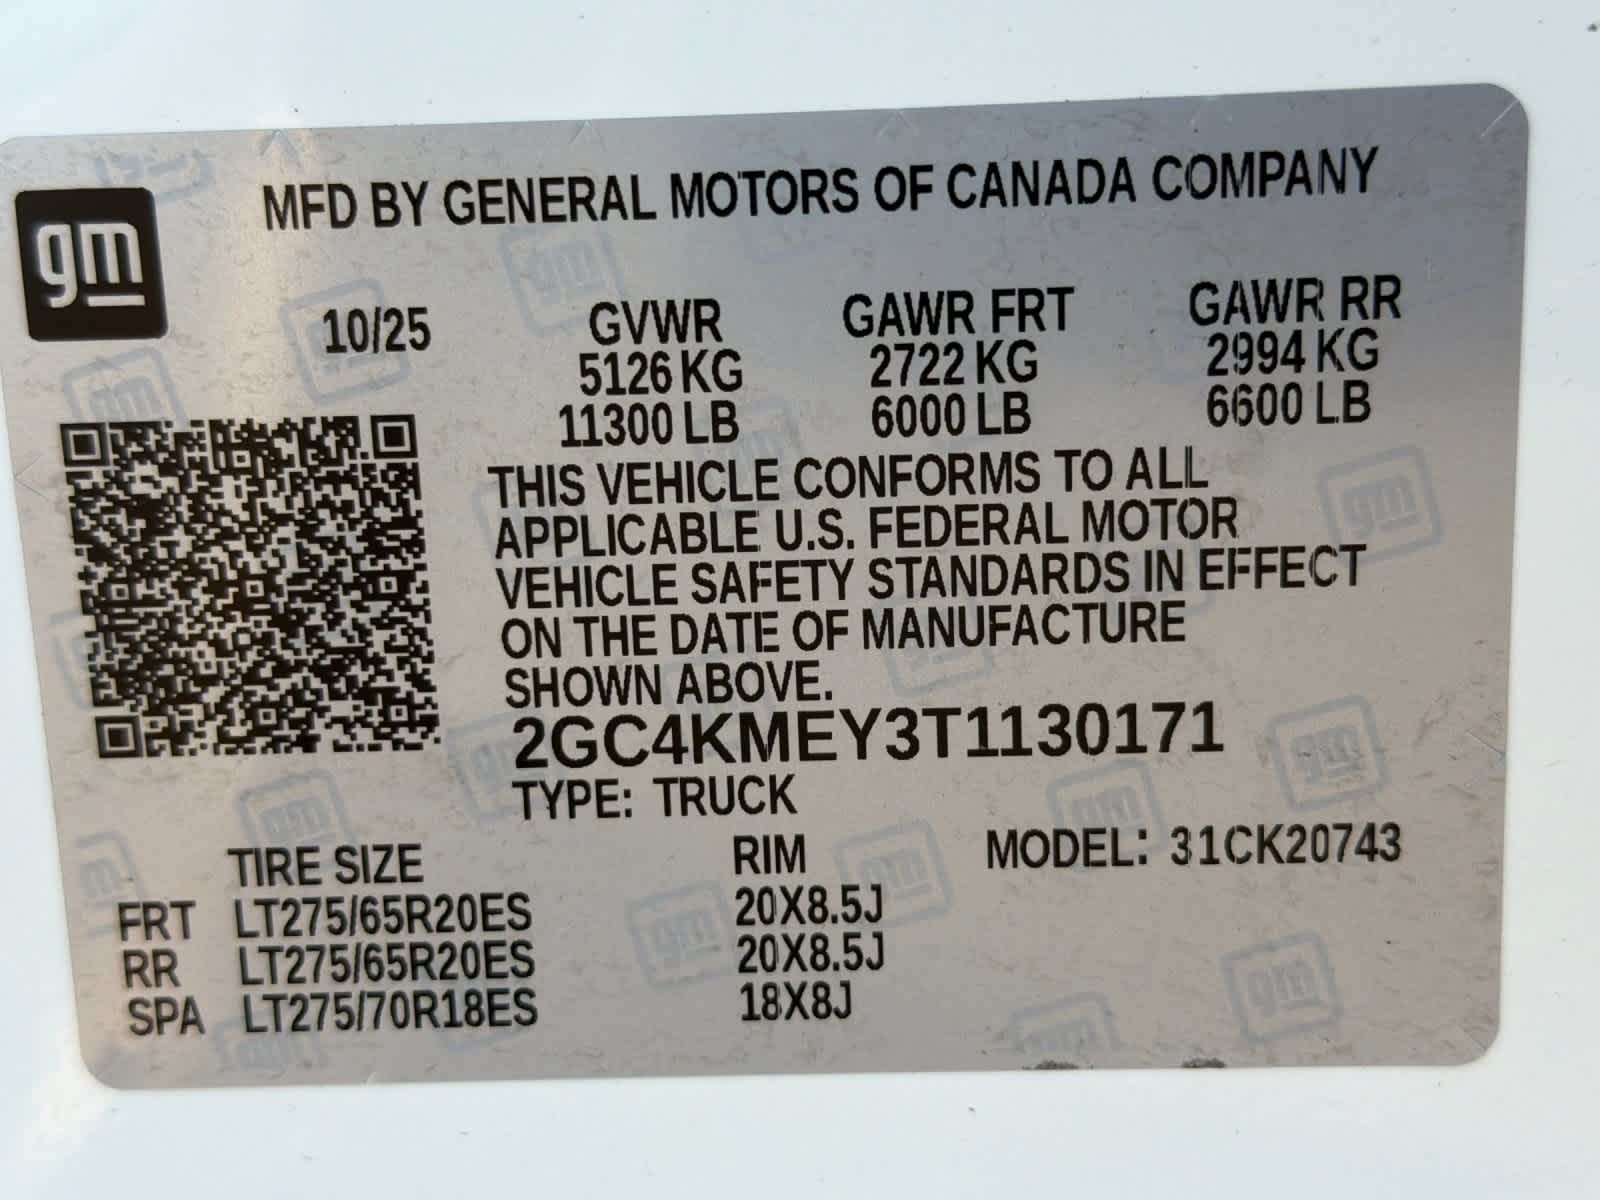 gm
MFD BY GENERAL MOTORS OF CANADA COMPANY
10/25 GVWR GAWR FRT GAWR RR
5126 KG 2722 KG 2994 KG
11300 LB 6000 LB 6600 LB
THIS VEHICLE CONFORMS TO ALL
APPLICABLE U.S. FEDERAL MOTOR
VEHICLE SAFETY STANDARDS IN EFFECT
ON THE DATE OF MANUFACTURE
SHOWN ABOVE.
2GC4KMEY3T1130171
TYPE: TRUCK
TIRE SIZE RIM MODEL: 31CK20743
FRT LT275/65R20ES 20X8.5J
RR LT275/65R20ES 20X8.5J
SPA LT275/70R18ES 18X8J